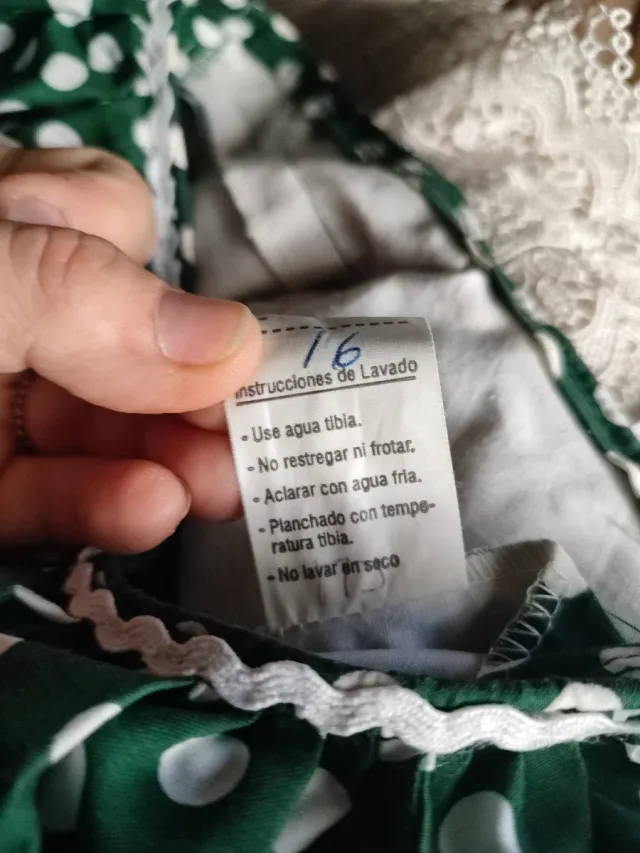 16
Instrucciones de Lavado
- Use agua tibia.
- No restregar ni frotar.
- Aclarar con agua fria.
- Planchado con tempe-
ratura tibia.
- No lavar en seco